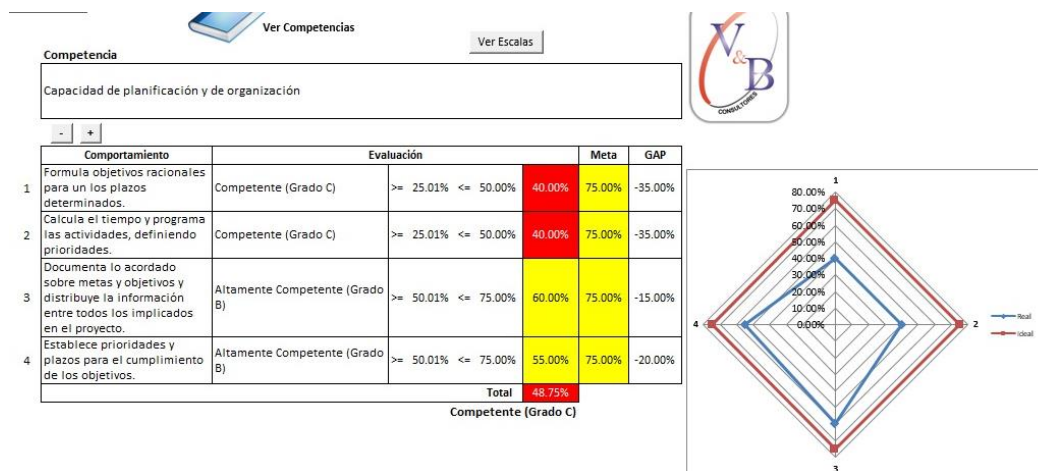 Ver Competencias
Ver Escalas
Competencia
Capacidad de planificación y de organización
V&B
CONSULTORES
- +
Comportamiento Evaluación Meta GAP
1 Formula objetivos racionales
para un los plazos
determinados.
Competente (Grado C) >= 25.01% <= 50.00% 40.00% 75.00% -35.00%
2 Calcula el tiempo y programa
las actividades, definiendo
prioridades.
Competente (Grado C) >= 25.01% <= 50.00% 40.00% 75.00% -35.00%
3 Documenta lo acordado
sobre metas y objetivos y
distribuye la información
entre todos los implicados
en el proyecto.
Altamente Competente (Grado
B)
>= 50.01% <= 75.00% 60.00% 75.00% -15.00%
4 Establece prioridades y
plazos para el cumplimiento
de los objetivos.
Altamente Competente (Grado
B)
>= 50.01% <= 75.00% 55.00% 75.00% -20.00%
Total 48.75%
Competente (Grado C)
1
80.00%
70.00%
60.00%
50.00%
40.00%
30.00%
20.00%
10.00%
0.00%
4
2
3
Real
ideal